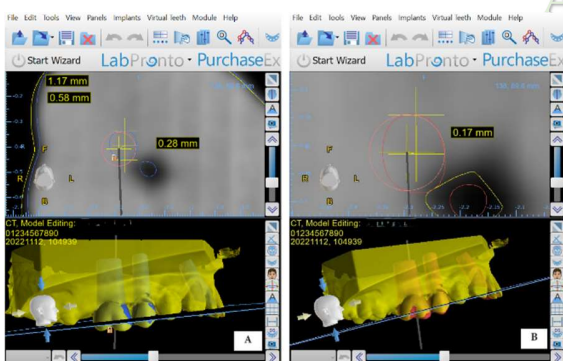 File Edit Tools View Panels Implants Virtual teeth Module Help
Start Wizard LabPronto PurchaseEx
1.17 mm
0.58 mm
0.28 mm
F
R L
B
CT, Model Editing:
01234567890
20221112, 104939
A
File Edit Tools View Panels Implants Virtual teeth Module Help
Start Wizard LabPronto PurchaseEx
0.17 mm
F
R L
B
CT, Model Editing:
01234567890
20221112, 104939
B